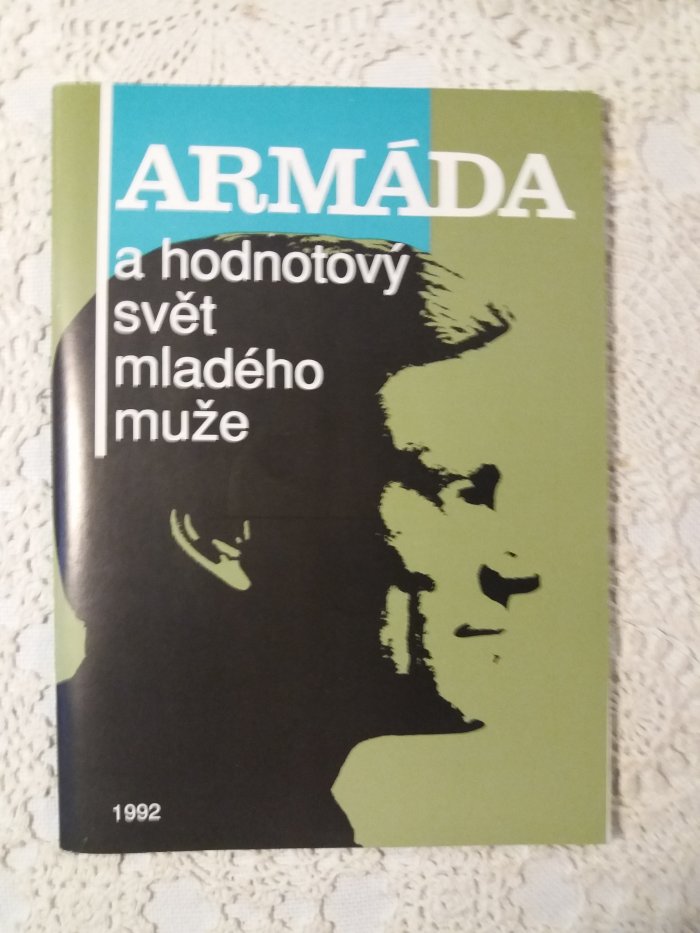 ARMÁDA
a hodnotový
svět
mladého
muže
1992